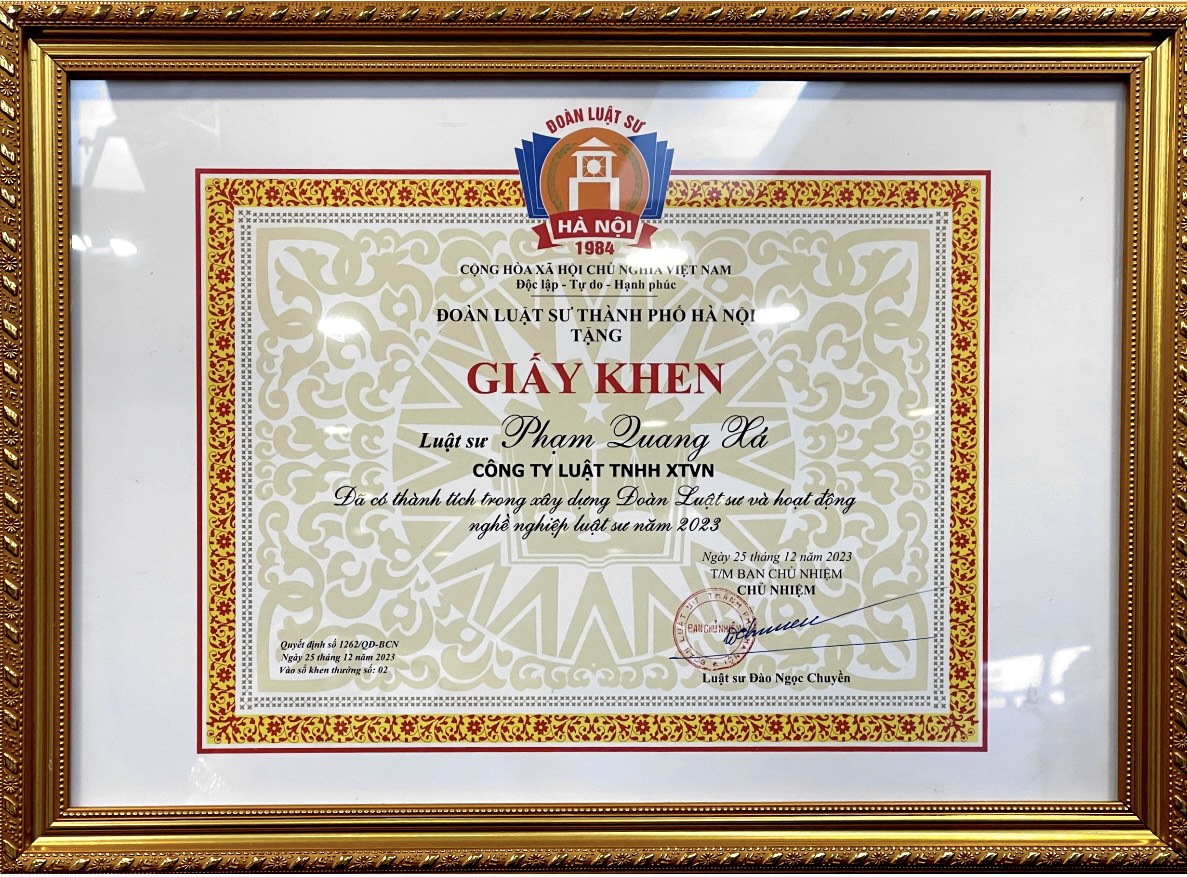 ĐOÀN LUẬT SƯ
HÀ NỘI
1984
CỘNG HÒA XÃ HỘI CHỦ NGHĨA VIỆT NAM
Độc lập - Tự do - Hạnh phúc
ĐOÀN LUẬT SƯ THÀNH PHỐ HÀ NỘI
TẶNG
GIẤY KHEN
Luật sư Phạm Quang Xá
CÔNG TY LUẬT TNHH XTVN
Đã có thành tích trong xây dựng Đoàn Luật sư và hoạt động
nghề nghiệp luật sư năm 2023
Ngày 25 tháng 12 năm 2023
T/M BAN CHỦ NHIỆM
CHỦ NHIỆM
BAN CHỦ NHIỆM
Luật sư Đào Ngọc Chuyền
Quyết định số 1262/QĐ-BCN
Ngày 25 tháng 12 năm 2023
Vào sổ khen thưởng số: 02